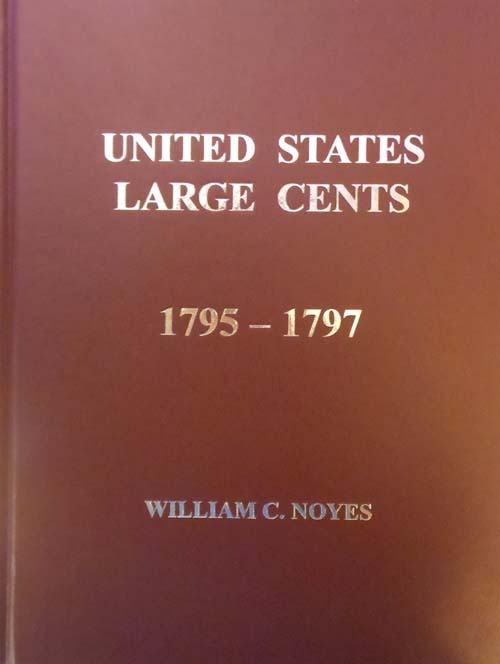 UNITED STATES
LARGE CENTS
1795 – 1797
WILLIAM C. NOYES